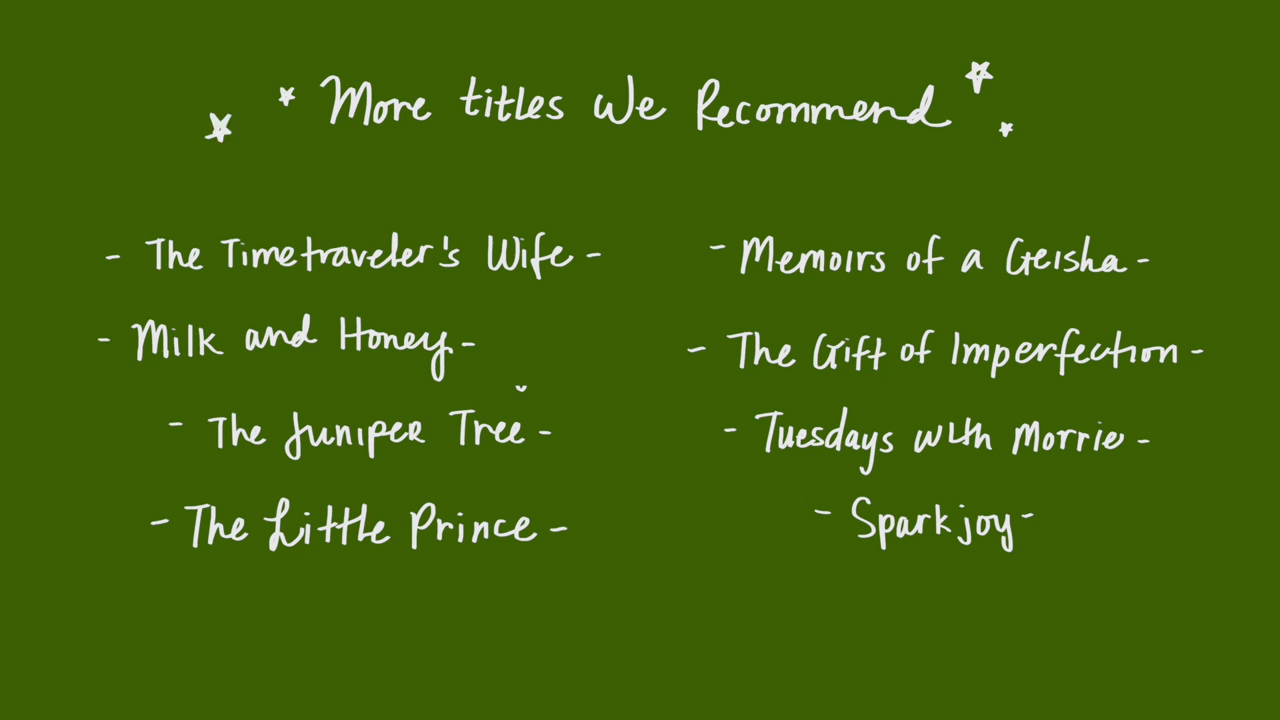 More titles We Recommend
- The Timetraveler's Wife -
- Milk and Honey -
- The Juniper Tree -
- The Little Prince -
- Memoirs of a Geisha -
- The Gift of Imperfection -
- Tuesdays with Morrie -
- Sparkjoy -